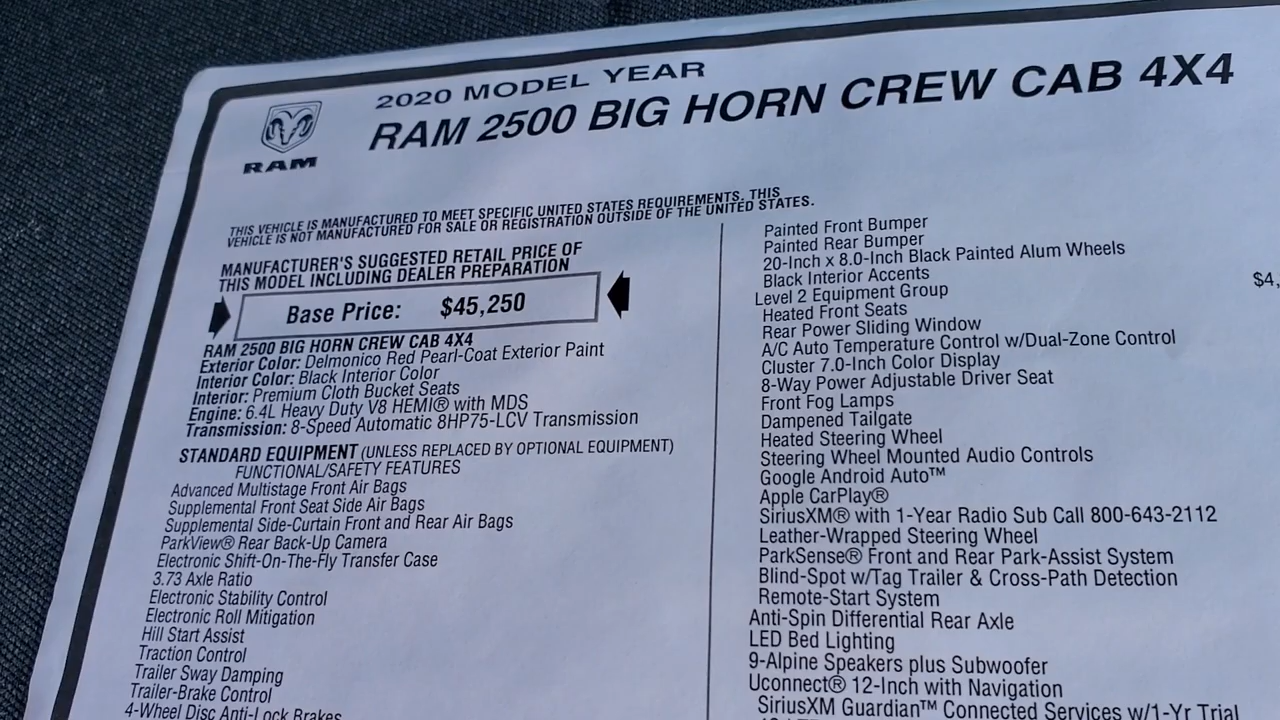 2020 MODEL YEAR
RAM 2500 BIG HORN CREW CAB 4X4
RAM
THIS VEHICLE IS MANUFACTURED TO MEET SPECIFIC UNITED STATES REQUIREMENTS. THIS
VEHICLE IS NOT MANUFACTURED FOR SALE OR REGISTRATION OUTSIDE OF THE UNITED STATES.
MANUFACTURER'S SUGGESTED RETAIL PRICE OF
THIS MODEL INCLUDING DEALER PREPARATION
Base Price: $45,250
RAM 2500 BIG HORN CREW CAB 4X4
Exterior Color: Delmonico Red Pearl-Coat Exterior Paint
Interior Color: Black Interior Color
Interior: Premium Cloth Bucket Seats
Engine: 6.4L Heavy Duty V8 HEMI® with MDS
Transmission: 8-Speed Automatic 8HP75-LCV Transmission
STANDARD EQUIPMENT (UNLESS REPLACED BY OPTIONAL EQUIPMENT)
FUNCTIONAL/SAFETY FEATURES
Advanced Multistage Front Air Bags
Supplemental Front Seat Side Air Bags
Supplemental Side-Curtain Front and Rear Air Bags
ParkView® Rear Back-Up Camera
Electronic Shift-On-The-Fly Transfer Case
3.73 Axle Ratio
Electronic Stability Control
Electronic Roll Mitigation
Hill Start Assist
Traction Control
Trailer Sway Damping
Trailer-Brake Control
4-Wheel Disc Anti-Lock Brakes
Painted Front Bumper
Painted Rear Bumper
20-Inch x 8.0-Inch Black Painted Alum Wheels
Black Interior Accents
Level 2 Equipment Group $4,
Heated Front Seats
Rear Power Sliding Window
A/C Auto Temperature Control w/Dual-Zone Control
Cluster 7.0-Inch Color Display
8-Way Power Adjustable Driver Seat
Front Fog Lamps
Dampened Tailgate
Heated Steering Wheel
Steering Wheel Mounted Audio Controls
Google Android Auto™
Apple CarPlay®
SiriusXM® with 1-Year Radio Sub Call 800-643-2112
Leather-Wrapped Steering Wheel
ParkSense® Front and Rear Park-Assist System
Blind-Spot w/Tag Trailer & Cross-Path Detection
Remote-Start System
Anti-Spin Differential Rear Axle
LED Bed Lighting
9-Alpine Speakers plus Subwoofer
Uconnect® 12-Inch with Navigation
SiriusXM Guardian™ Connected Services w/1-Yr Trial